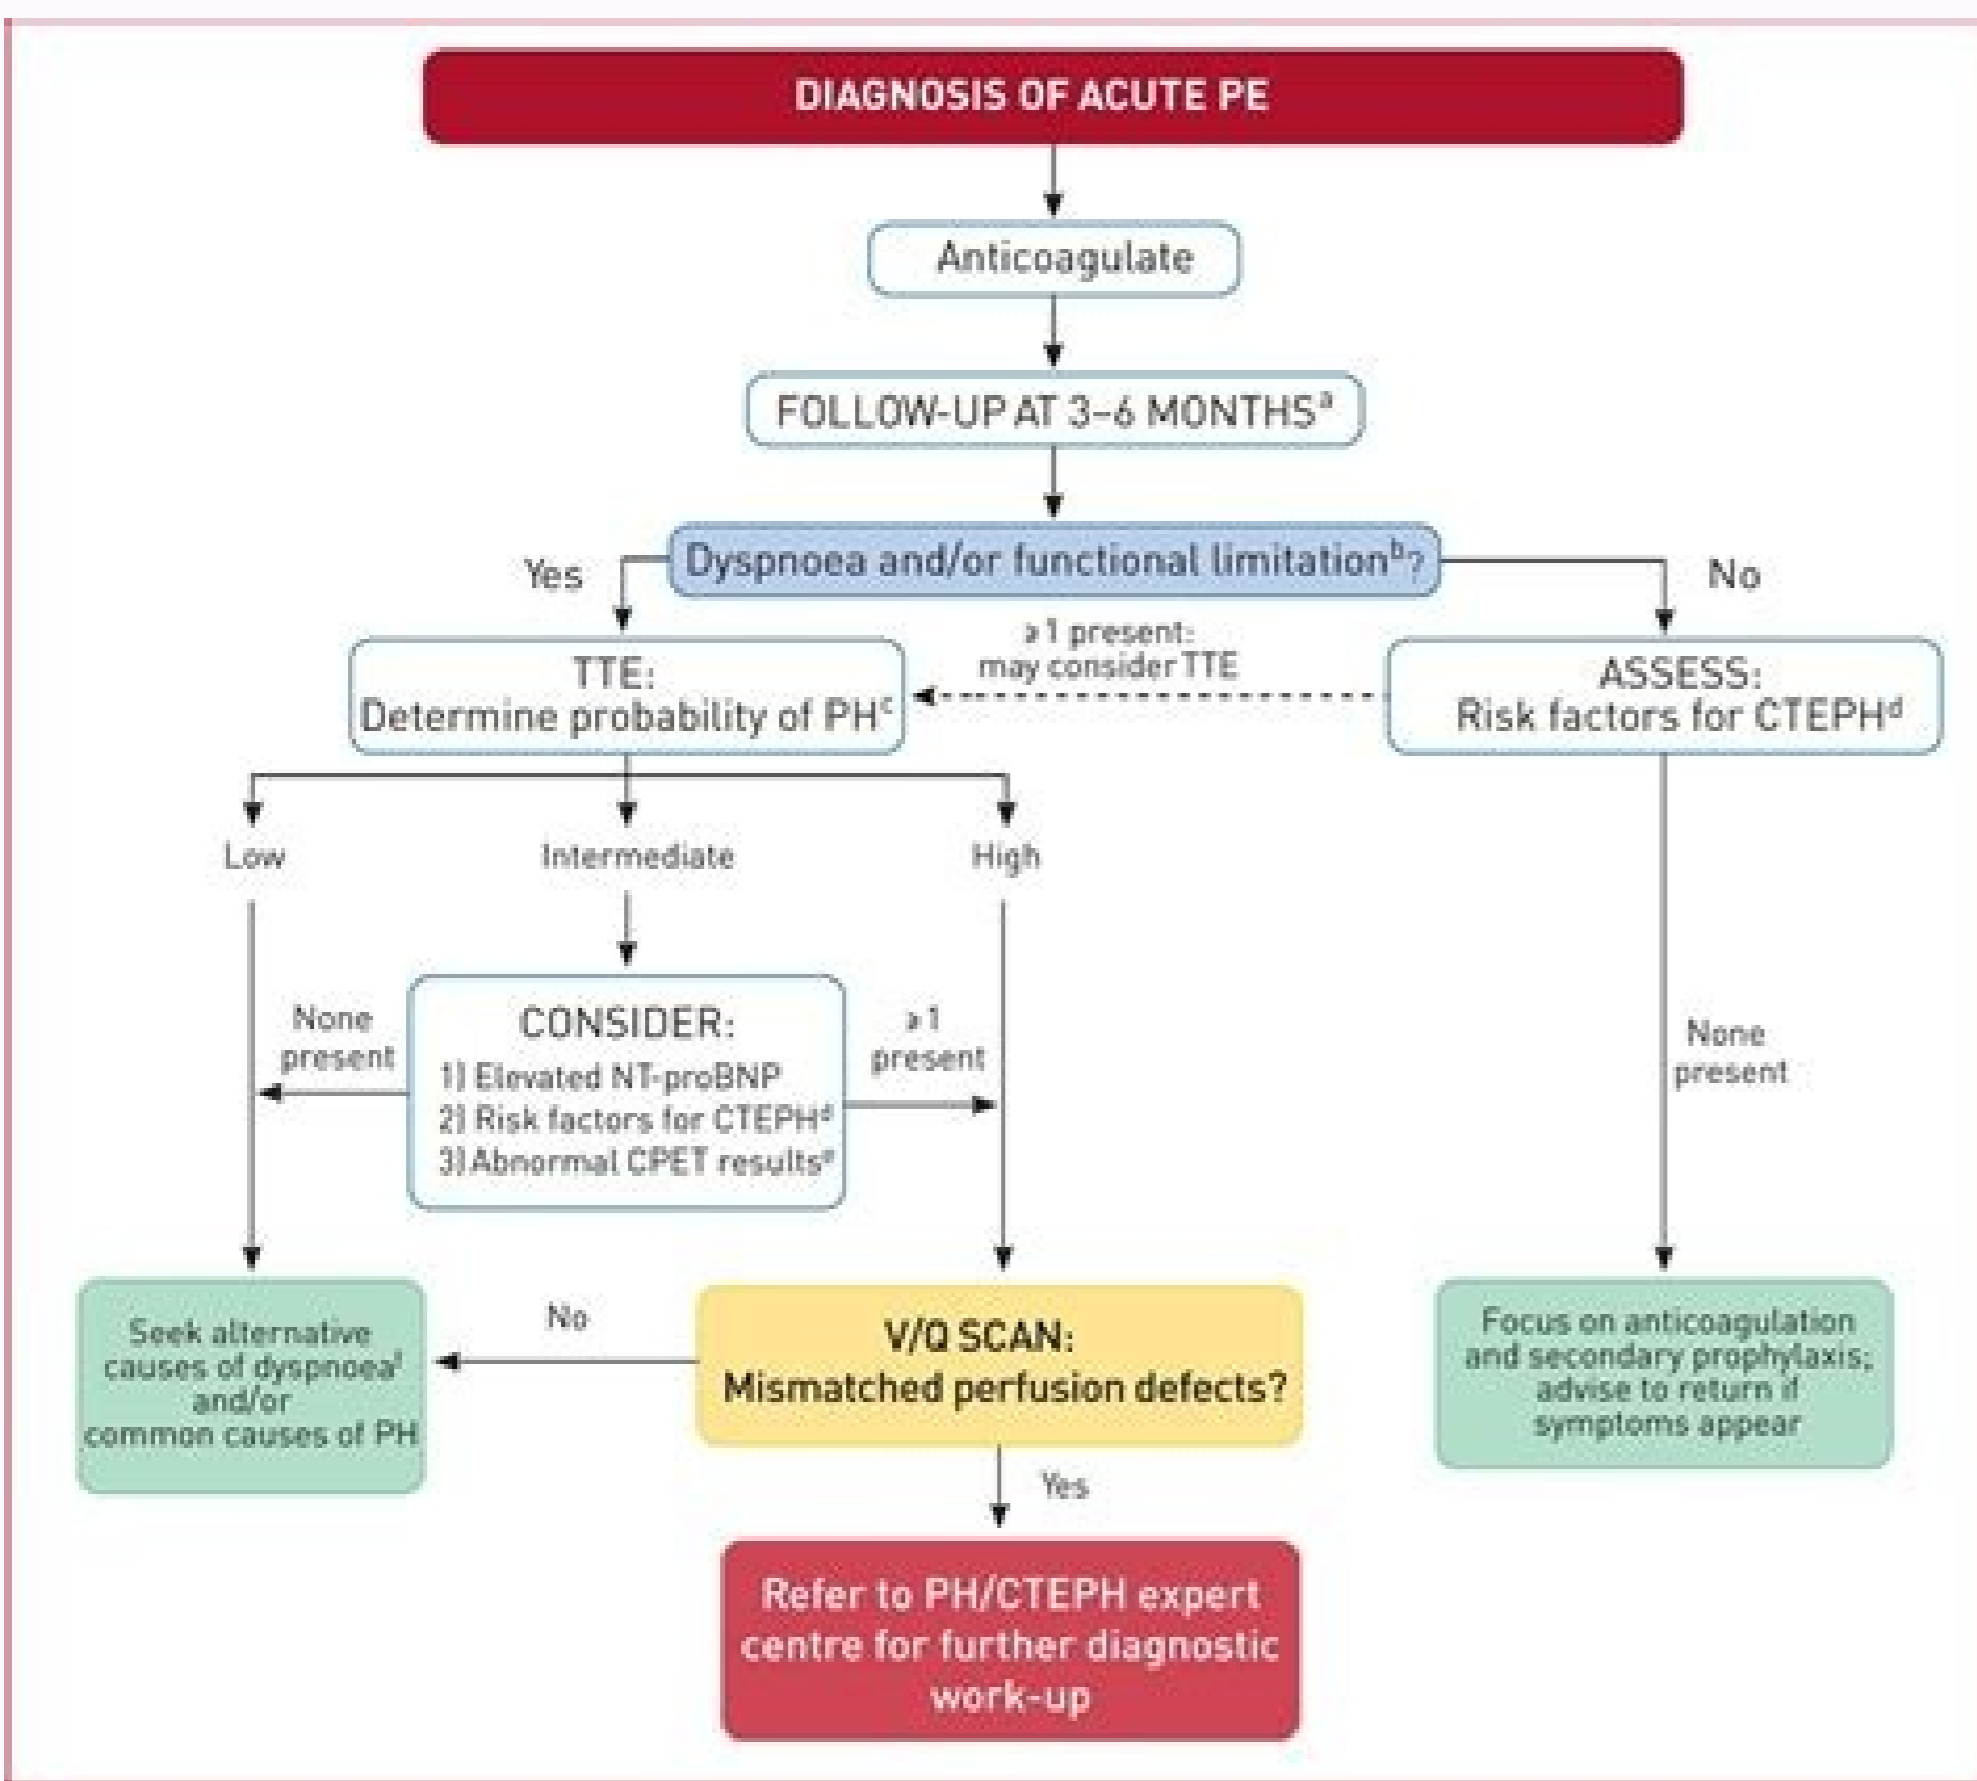 DIAGNOSIS OF ACUTE PE
Anticoagulate
FOLLOW-UP AT 3–6 MONTHSᵃ
Dyspnoea and/or functional limitationᵇ?
Yes
No
TTE:
Determine probability of PHᶜ
≥1 present:
may consider TTE
ASSESS:
Risk factors for CTEPHᵈ
Low
Intermediate
High
None
present
CONSIDER:
1) Elevated NT-proBNP
2) Risk factors for CTEPHᵈ
3) Abnormal CPET resultsᵉ
≥1
present
None
present
Seek alternative
causes of dyspnoeaᶠ
and/or
common causes of PH
No
V/Q SCAN:
Mismatched perfusion defects?
Focus on anticoagulation
and secondary prophylaxis;
advise to return if
symptoms appear
Yes
Refer to PH/CTEPH expert
centre for further diagnostic
work-up